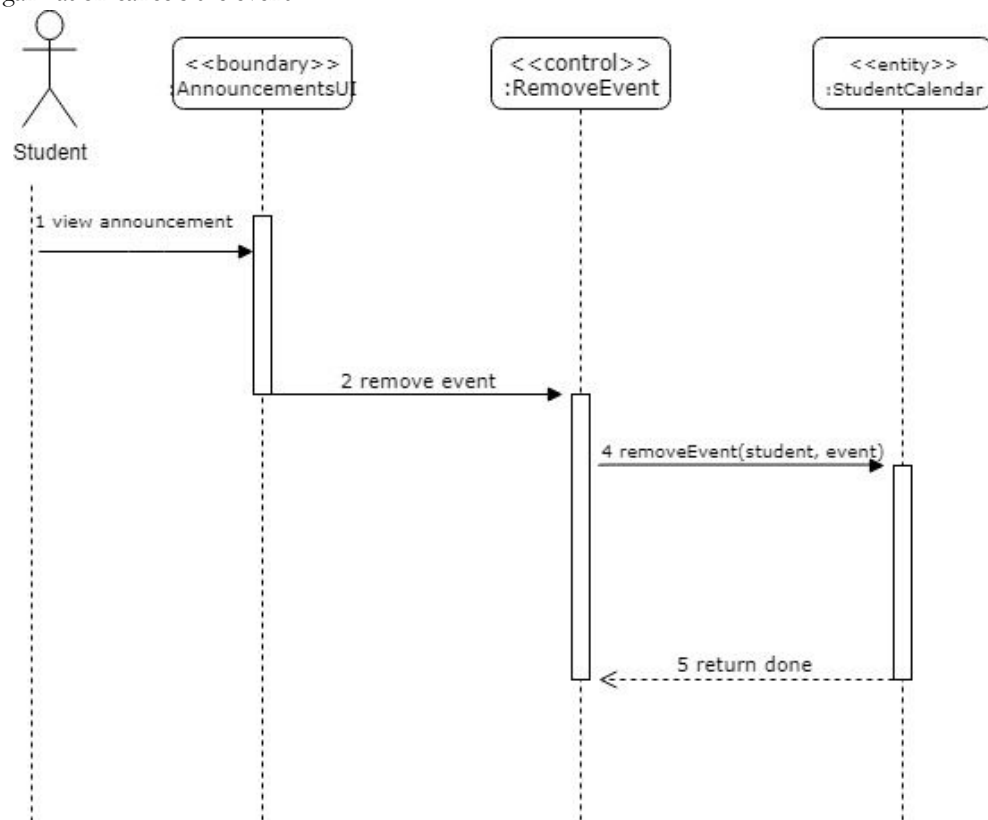 <<boundary>>
:AnnouncementsUI
<<control>>
:RemoveEvent
<<entity>>
:StudentCalendar
Student
1 view announcement
2 remove event
4 removeEvent(student, event)
5 return done